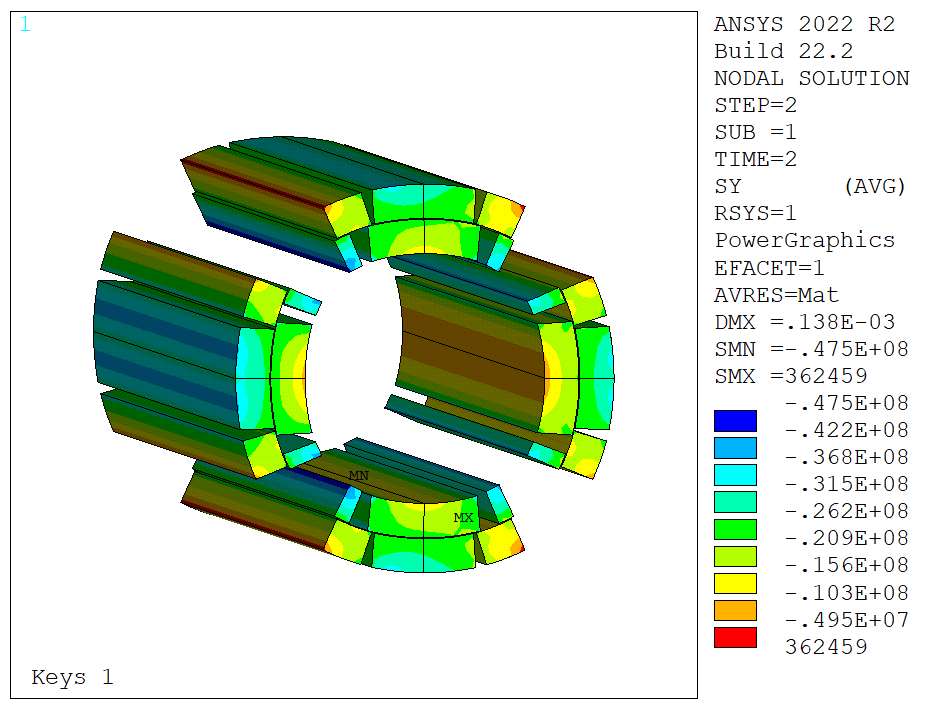 1
ANSYS 2022 R2
Build 22.2
NODAL SOLUTION
STEP=2
SUB =1
TIME=2
SY (AVG)
RSYS=1
PowerGraphics
EFACET=1
AVRES=Mat
DMX =.138E-03
SMN =-.475E+08
SMX =362459
-.475E+08
-.422E+08
-.368E+08
-.315E+08
-.262E+08
-.209E+08
-.156E+08
-.103E+08
-.495E+07
362459
MN
MX
Keys 1